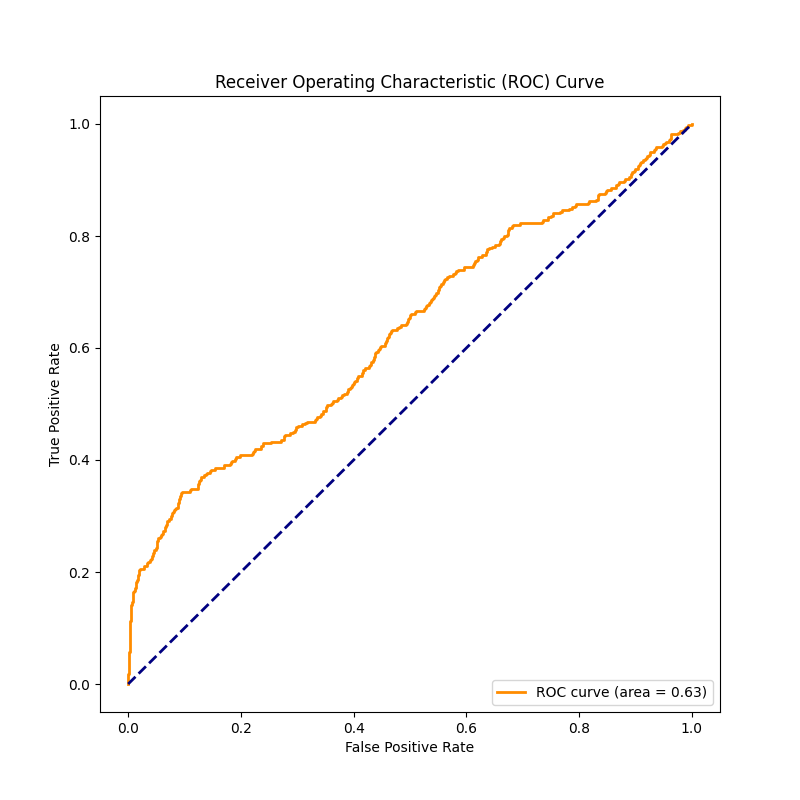 Receiver Operating Characteristic (ROC) Curve
True Positive Rate
1.0
0.8
0.6
0.4
0.2
0.0
ROC curve (area = 0.63)
0.0 0.2 0.4 0.6 0.8 1.0
False Positive Rate